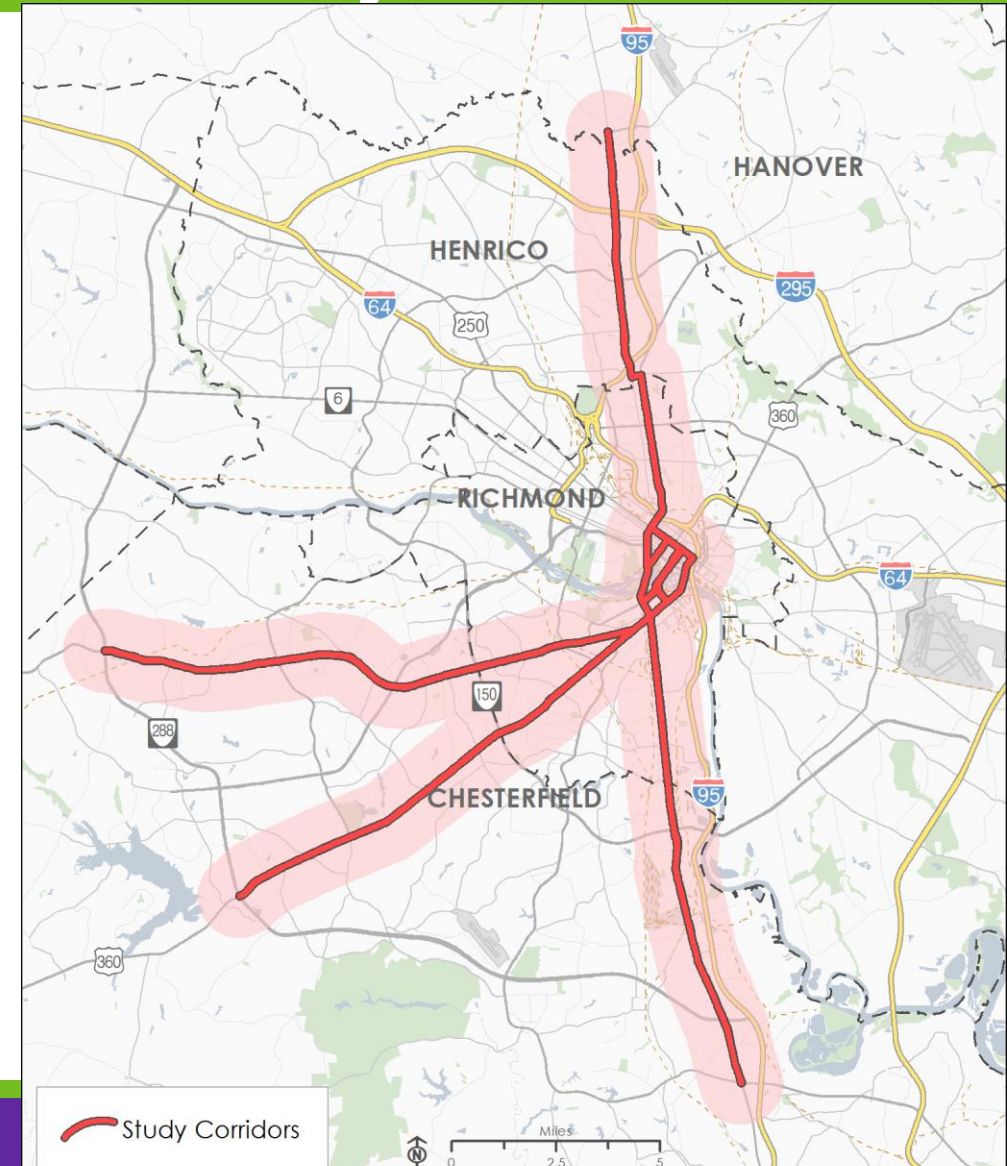 95
HANOVER
HENRICO
295
64
250
6
360
RICHMOND
64
150
288
95
CHESTERFIELD
360
Study Corridors
N
Miles
0 2.5 5